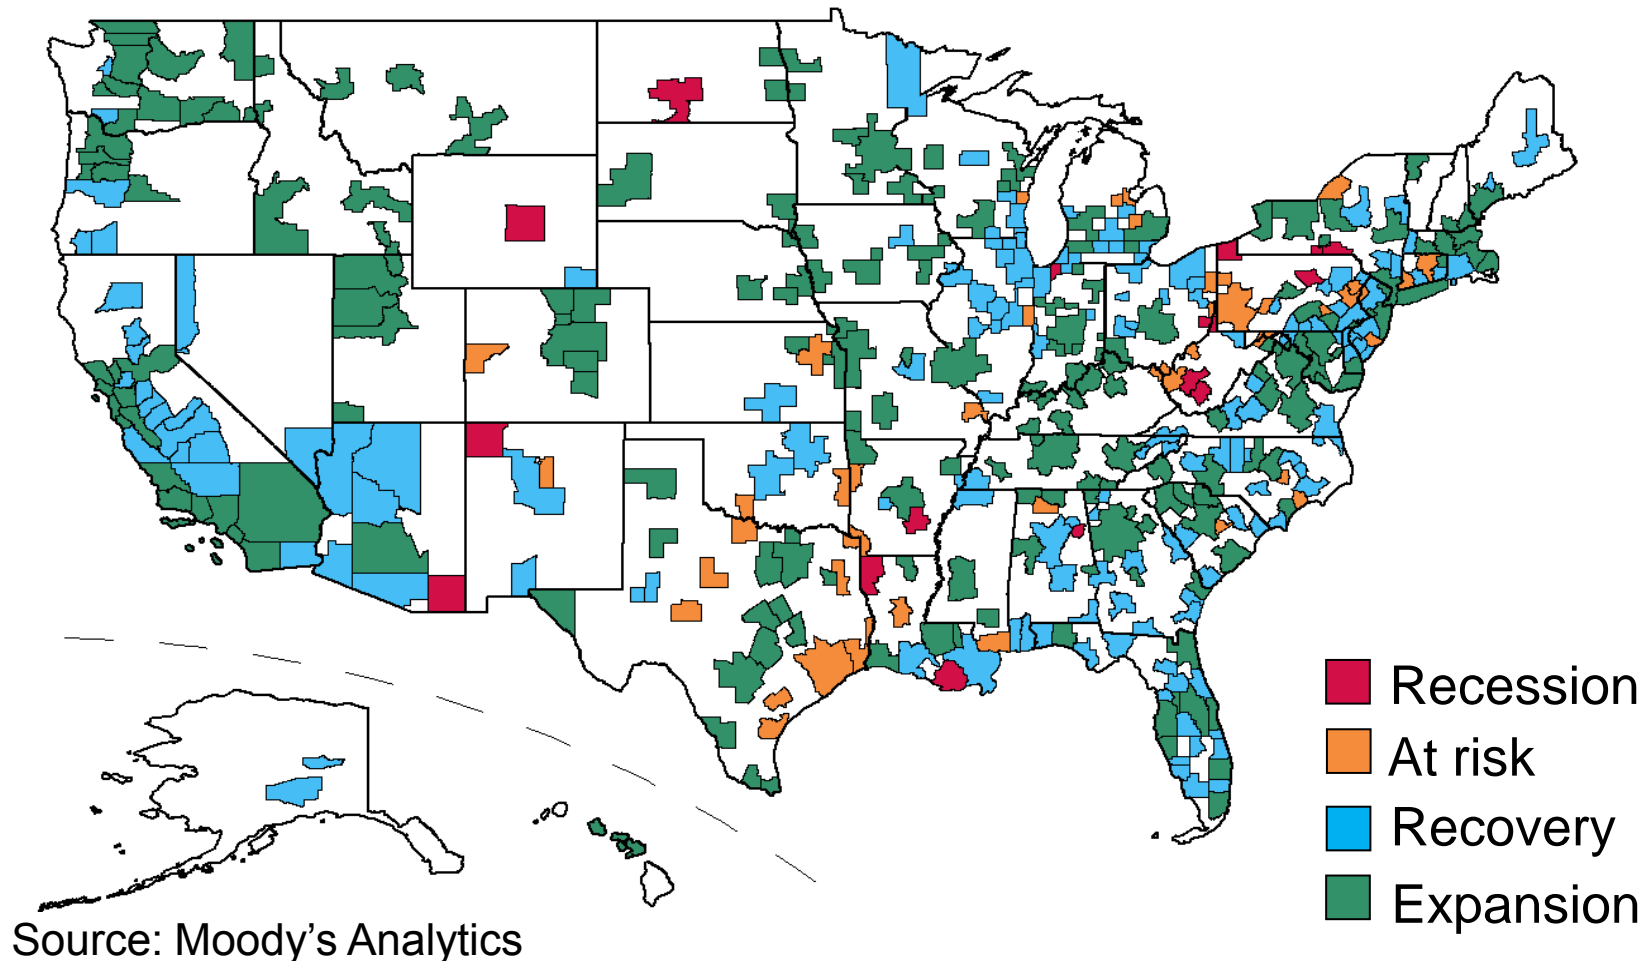 Recession
At risk
Recovery
Expansion
Source: Moody’s Analytics